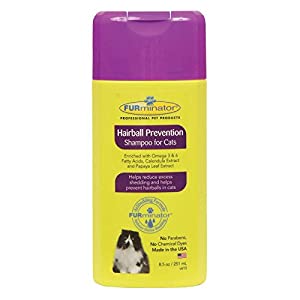 FURminator®
PROFESSIONAL PET PRODUCTS
Hairball Prevention
Shampoo for Cats
Enriched with Omega 3 & 6
Fatty Acids, Calendula Extract
and Papaya Leaf Extract
Helps reduce excess
shedding and helps
prevent hairballs in cats
FURminator
No Parabens,
No Chemical Dyes
Made in the USA
8.5 oz / 251 mL